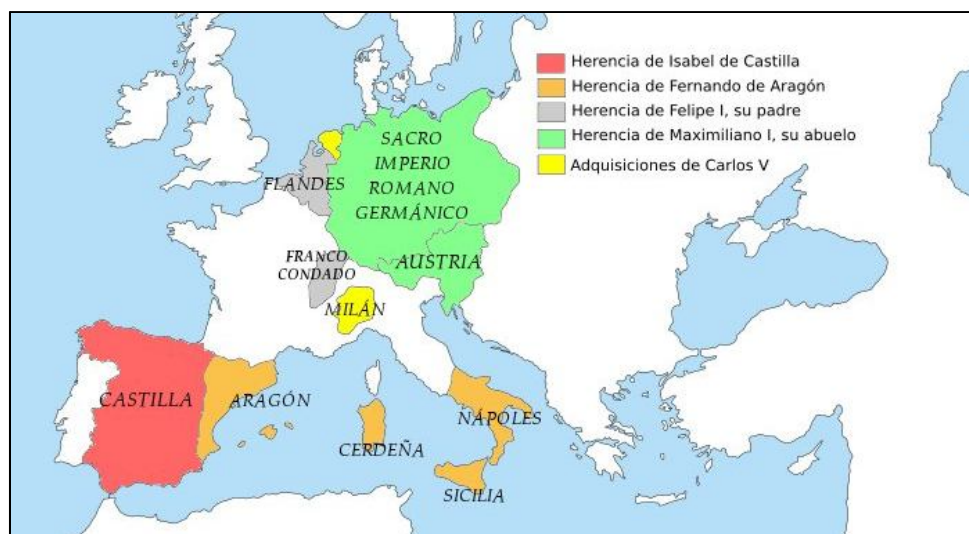 Herencia de Isabel de Castilla
Herencia de Fernando de Aragón
Herencia de Felipe I, su padre
Herencia de Maximiliano I, su abuelo
Adquisiciones de Carlos V
SACRO
IMPERIO
ROMANO
GERMÁNICO
FLANDES
FRANCO
CONDADO
AUSTRIA
MILÁN
CASTILLA
ARAGÓN
CERDEÑA
NÁPOLES
SICILIA